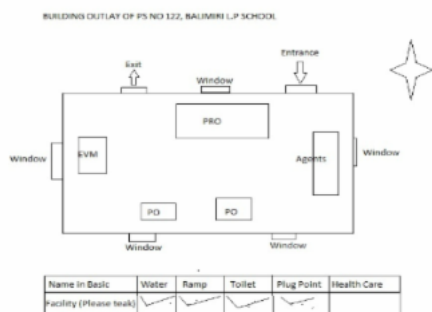 BUILDING OUTLAY OF PS NO 122, BALIMIRI L.P SCHOOL
Exit
Entrance
Window
PRO
Window
EVM
Agents
Window
PO
PO
Window
Window
Name in Basic Water Ramp Toilet Plug Point Health Care
Facility (Please teak)